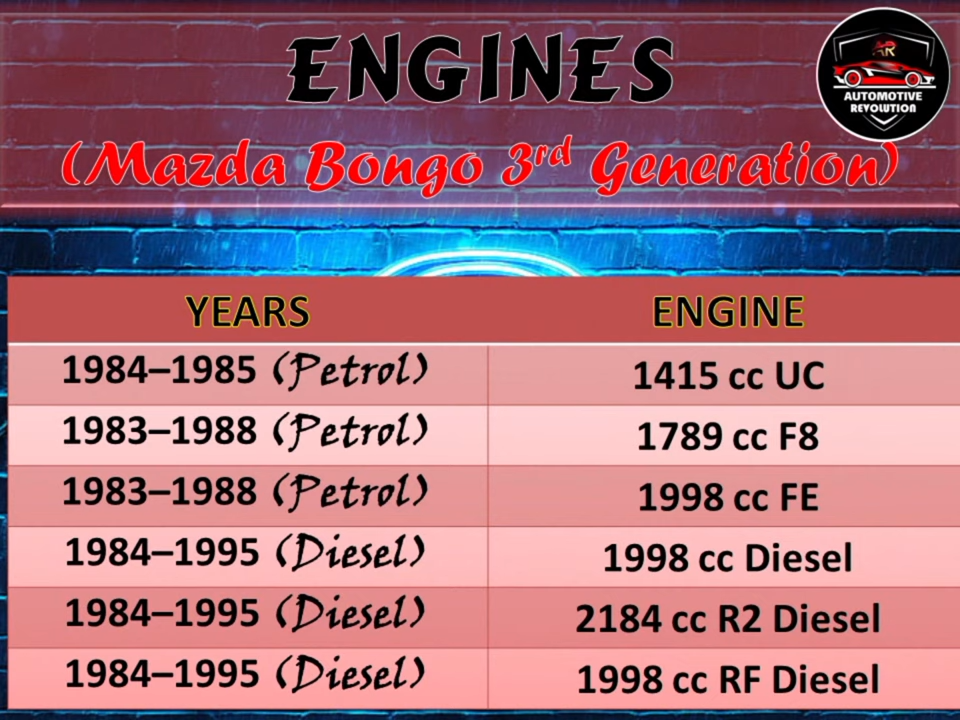 ENGINES
AR
AUTOMOTIVE
REVOLUTION
(Mazda Bongo 3rd Generation)
YEARS ENGINE
1984–1985 (Petrol) 1415 cc UC
1983–1988 (Petrol) 1789 cc F8
1983–1988 (Petrol) 1998 cc FE
1984–1995 (Diesel) 1998 cc Diesel
1984–1995 (Diesel) 2184 cc R2 Diesel
1984–1995 (Diesel) 1998 cc RF Diesel